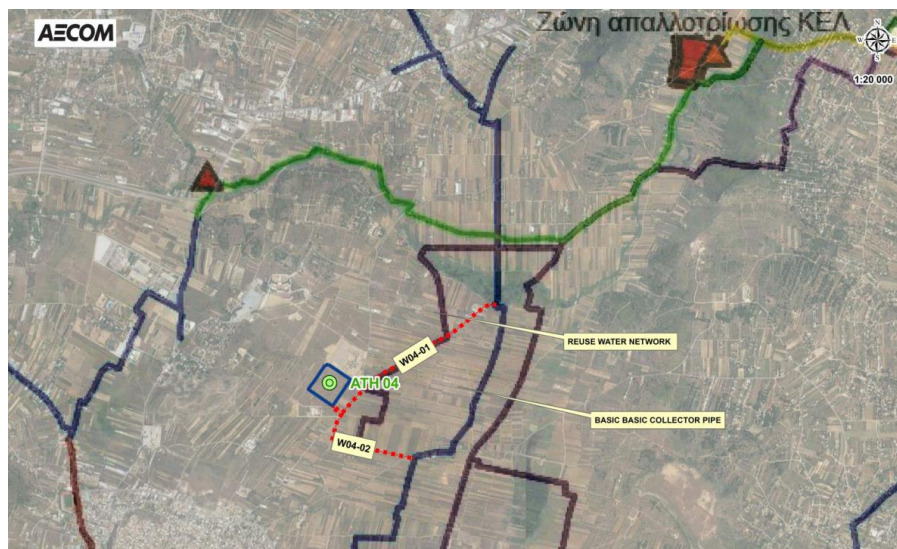 AECOM
Ζώνη απαλλοτρίωσης ΚΕΛ
N
W
E
S
1:20 000
REUSE WATER NETWORK
W04-01
ATH 04
BASIC BASIC COLLECTOR PIPE
W04-02